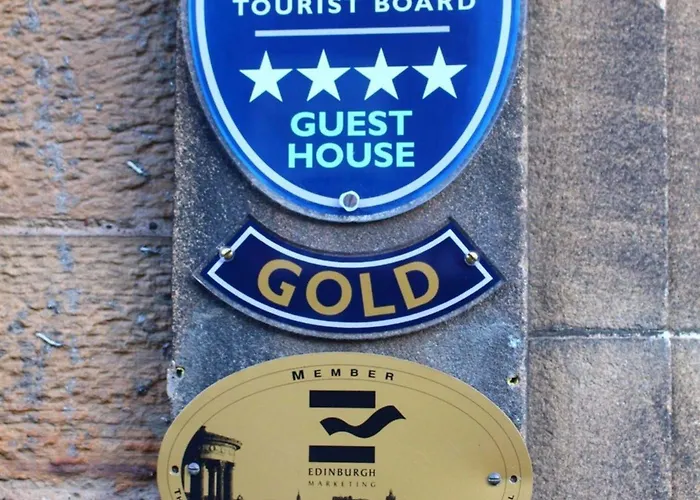 TOURIST BOARD
GUEST
HOUSE
GOLD
MEMBER
EDINBURGH
MARKETING